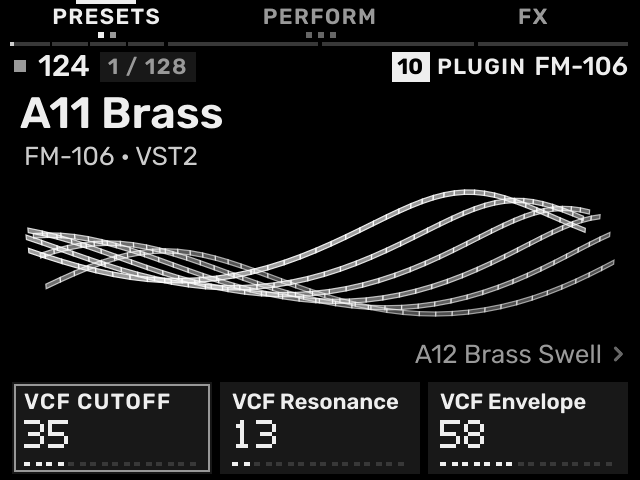 PRESETS PERFORM FX
124 1 / 128 10 PLUGIN FM-106
A11 Brass
FM-106 • VST2
A12 Brass Swell >
VCF CUTOFF VCF Resonance VCF Envelope
35 13 58